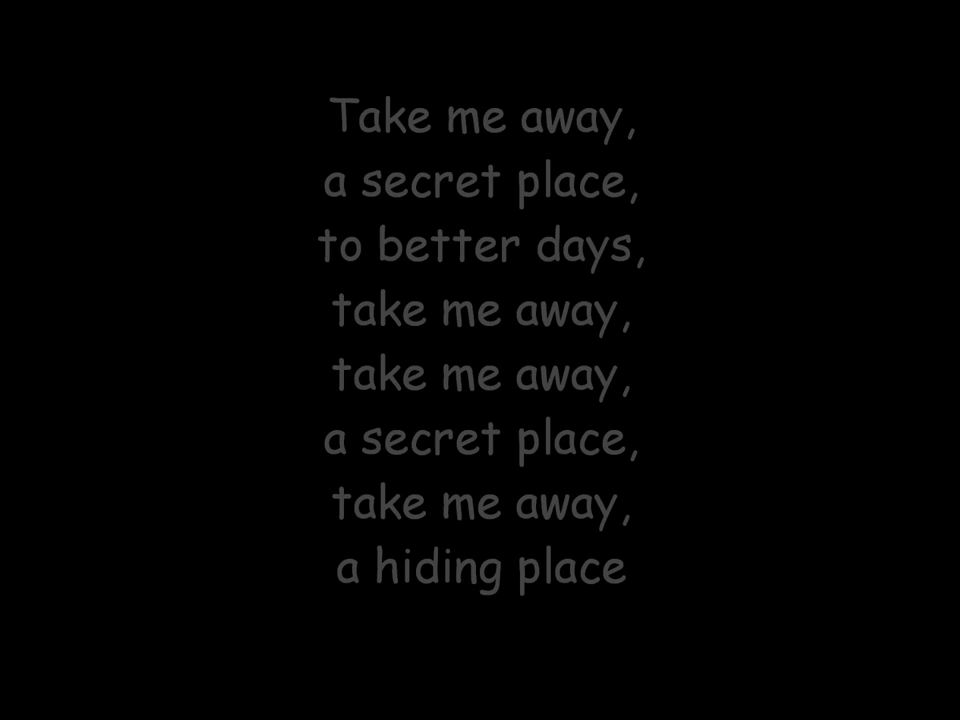 Take me away,
a secret place,
to better days,
take me away,
take me away,
a secret place,
take me away,
a hiding place